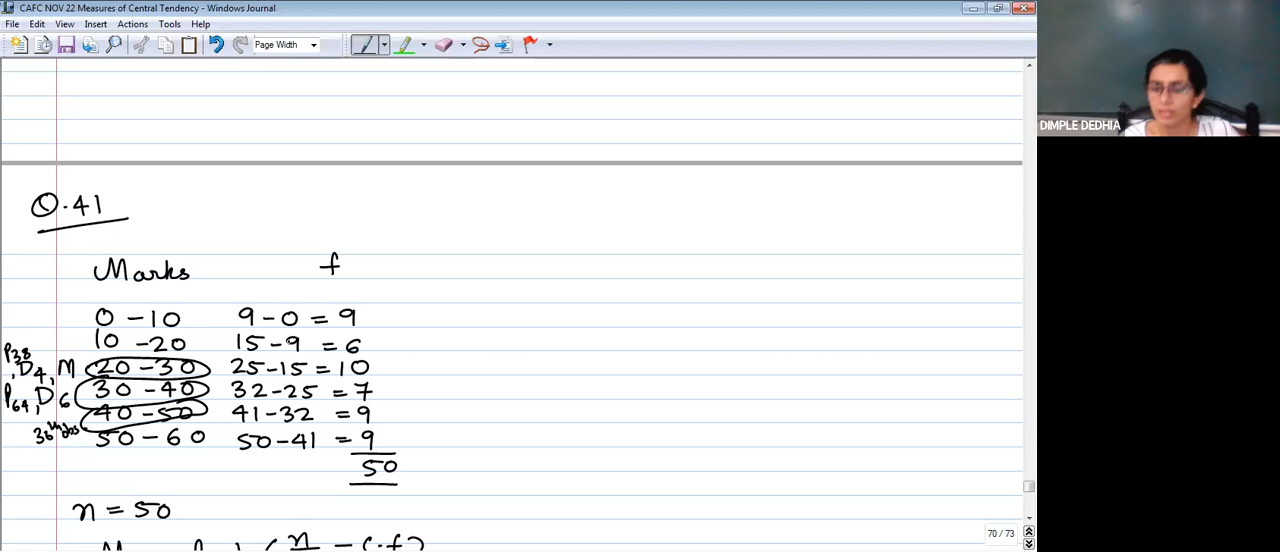 CAFC NOV 22 Measures of Central Tendency - Windows Journal
File Edit View Insert Actions Tools Help
Page Width
DIMPLE DEDHIA
Q.41
Marks f
0 - 10 9 - 0 = 9
10 - 20 15 - 9 = 6
P38, D4, M 20 - 30 25 - 15 = 10
P64, D6 30 - 40 32 - 25 = 7
40 - 50 41 - 32 = 9
36th obs
50 - 60 50 - 41 = 9
50
n = 50
70 / 73